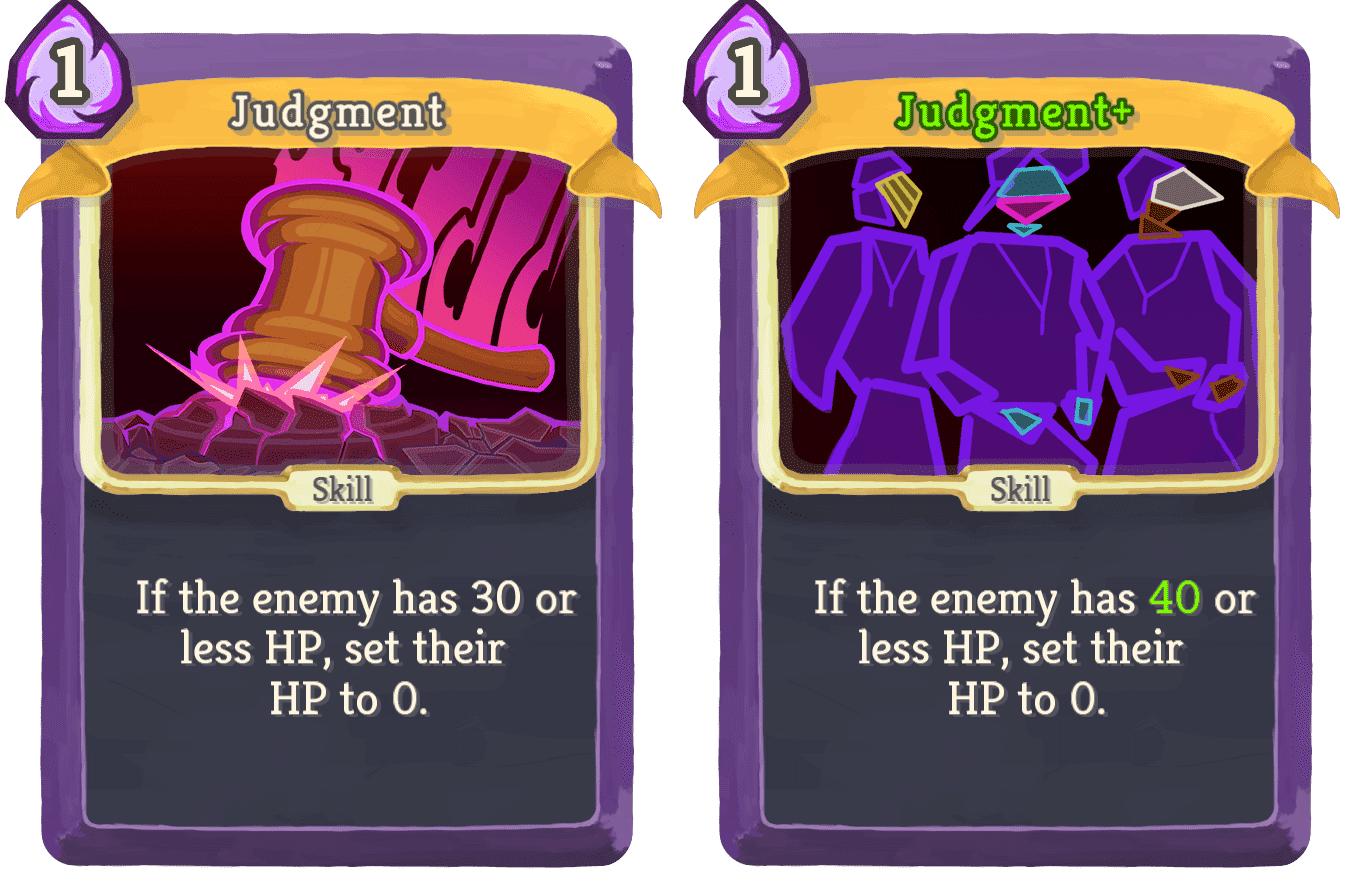 1
Judgment
Skill
If the enemy has 30 or
less HP, set their
HP to 0.
1
Judgment+
Skill
If the enemy has 40 or
less HP, set their
HP to 0.